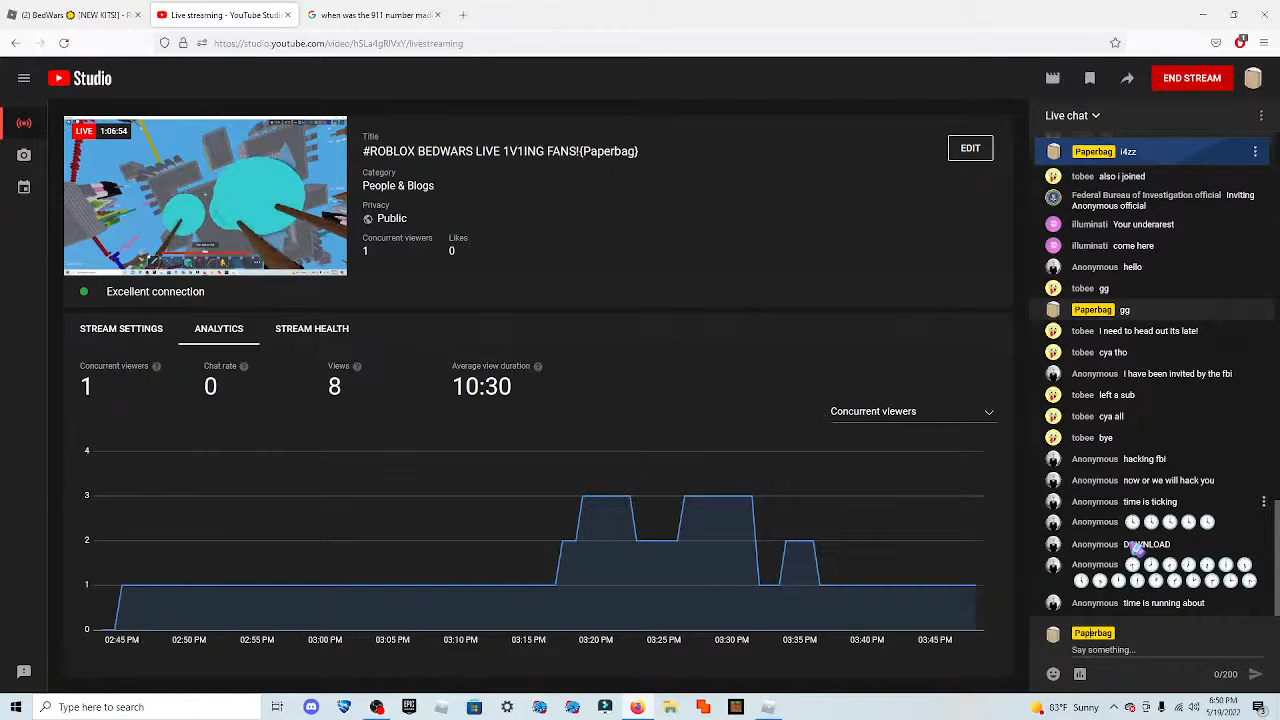 (2) BedWars [NEW KITS!] - R
Live streaming - YouTube Studio
when was the 911 number mad
https://studio.youtube.com/video/hSLa4gRlVxY/livestreaming
Studio
END STREAM
LIVE 1:06:54
Title
#ROBLOX BEDWARS LIVE 1V1ING FANS!{Paperbag}
EDIT
Category
People & Blogs
Privacy
Public
Concurrent viewers
1
Likes
0
Excellent connection
STREAM SETTINGS
ANALYTICS
STREAM HEALTH
Concurrent viewers
1
Chat rate
0
Views
8
Average view duration
10:30
Concurrent viewers
4
3
2
1
0
02:45 PM 02:50 PM 02:55 PM 03:00 PM 03:05 PM 03:10 PM 03:15 PM 03:20 PM 03:25 PM 03:30 PM 03:35 PM 03:40 PM 03:45 PM
Live chat
Paperbag i4zz
tobee also i joined
Federal Bureau of Investigation official Inviting
Anonymous official
illuminati Your underarest
illuminati come here
Anonymous hello
tobee gg
Paperbag gg
tobee I need to head out its late!
tobee cya tho
Anonymous I have been invited by the fbi
tobee left a sub
tobee cya all
tobee bye
Anonymous hacking fbi
Anonymous now or we will hack you
Anonymous time is ticking
Anonymous
Anonymous DOWNLOAD
Anonymous
Anonymous time is running about
Paperbag
Say something...
0/200
Type here to search
83°F Sunny
6:50 PM
5/19/2022
3